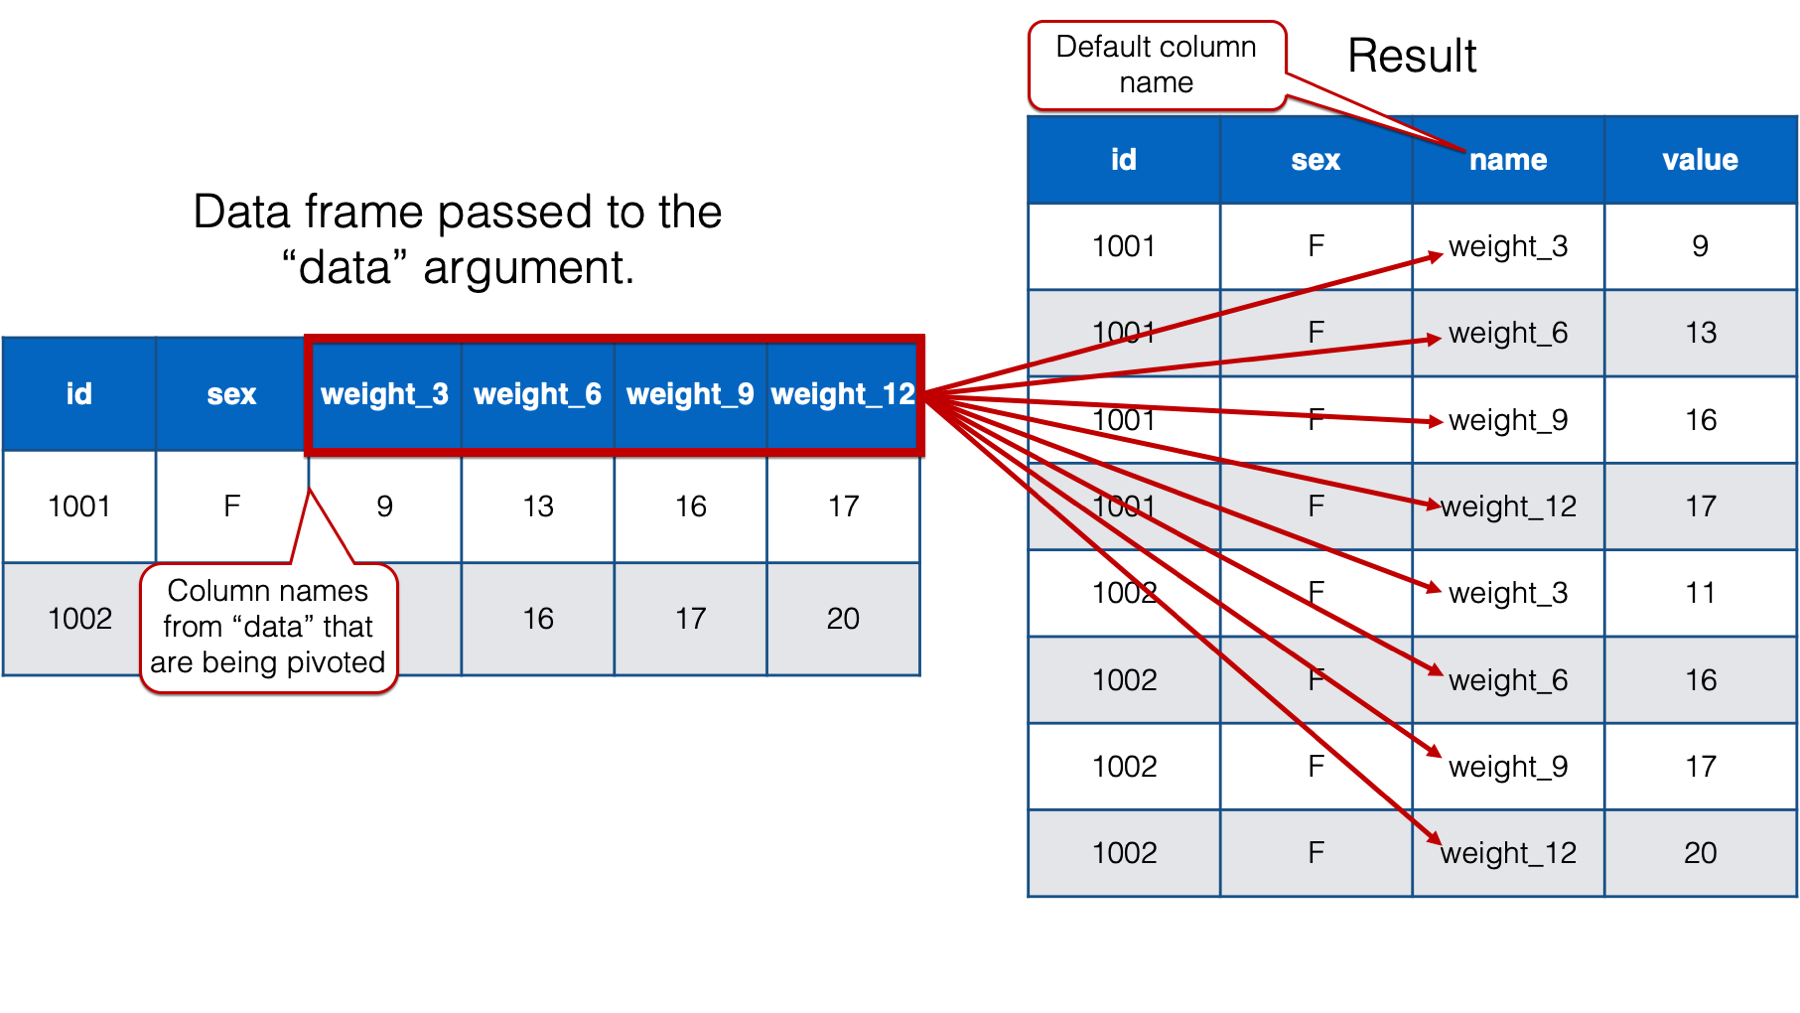 Default column
name
Result
Data frame passed to the
“data” argument.
id sex weight_3 weight_6 weight_9 weight_12
1001 F 9 13 16 17
1002 16 17 20
Column names
from “data” that
are being pivoted
id sex name value
1001 F weight_3 9
1001 F weight_6 13
1001 F weight_9 16
1001 F weight_12 17
1002 F weight_3 11
1002 F weight_6 16
1002 F weight_9 17
1002 F weight_12 20